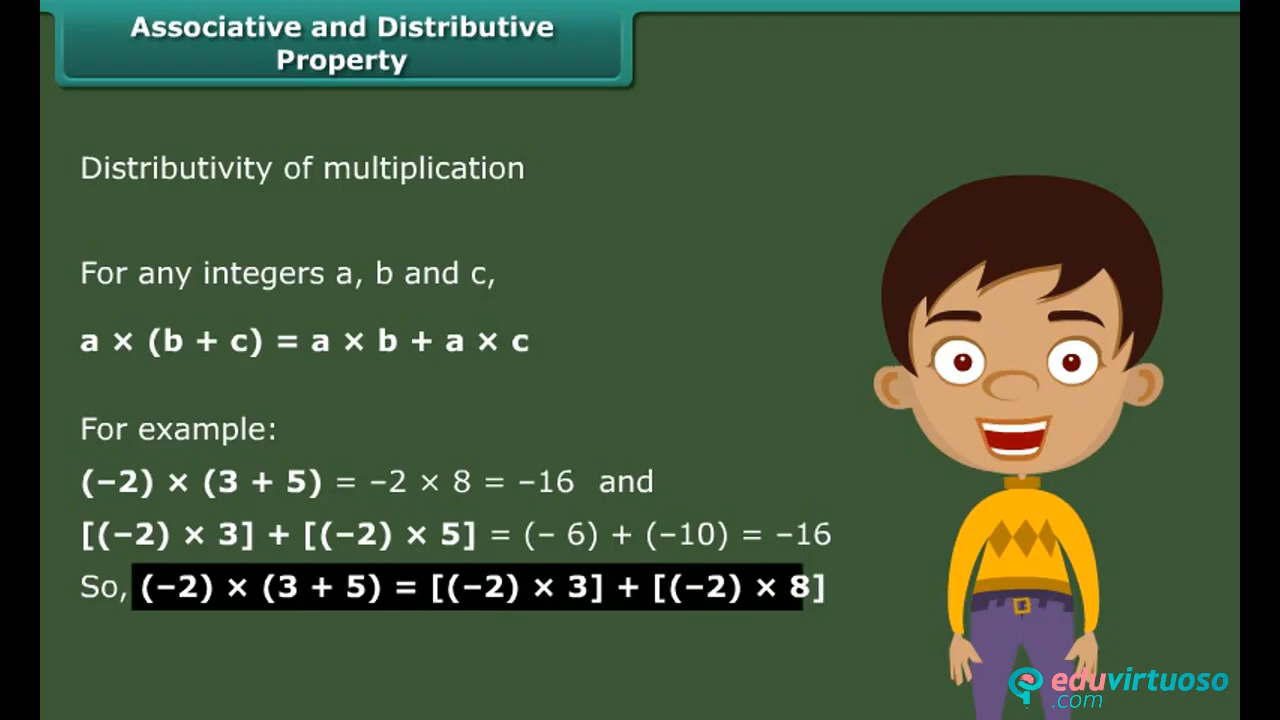 Associative and Distributive
Property
Distributivity of multiplication
For any integers a, b and c,
a × (b + c) = a × b + a × c
For example:
(–2) × (3 + 5) = –2 × 8 = –16 and
[(–2) × 3] + [(–2) × 5] = (– 6) + (–10) = –16
So, (–2) × (3 + 5) = [(–2) × 3] + [(–2) × 8]
eduvirtuoso
.com